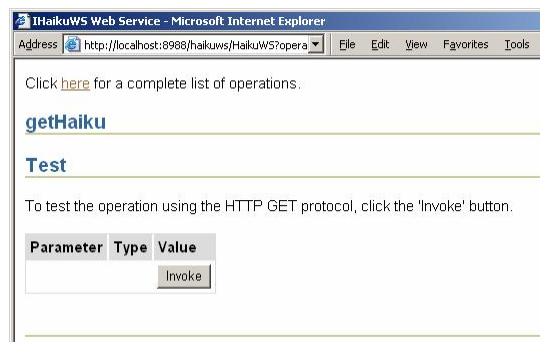 IHaikuWS Web Service - Microsoft Internet Explorer
Address http://localhost:8988/haikuws/HaikuWS?opera File Edit View Favorites Tools
Click here for a complete list of operations.
getHaiku
Test
To test the operation using the HTTP GET protocol, click the 'Invoke' button.
Parameter Type Value
Invoke